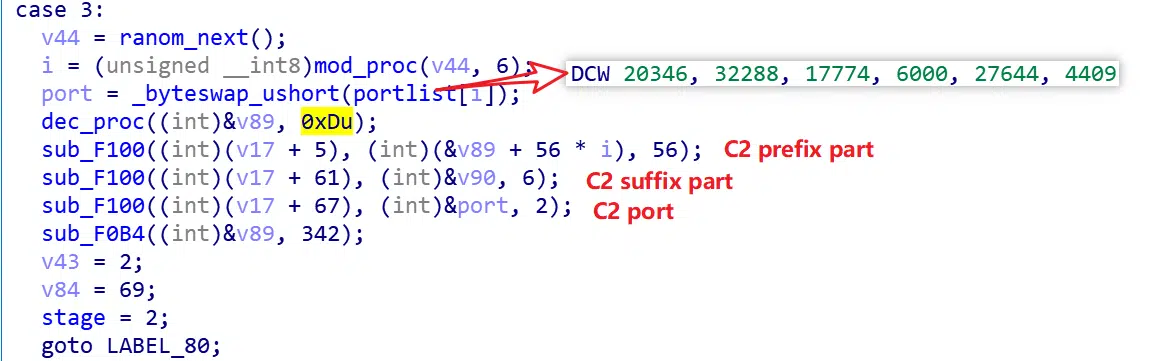 case 3:
v44 = ranom_next();
i = (unsigned __int8)mod_proc(v44, 6);
DCW 20346, 32288, 17774, 6000, 27644, 4409
port = _byteswap_ushort(portlist[i]);
dec_proc((int)&v89, 0xDu);
sub_F100((int)(v17 + 5), (int)(&v89 + 56 * i), 56); C2 prefix part
sub_F100((int)(v17 + 61), (int)&v90, 6); C2 suffix part
sub_F100((int)(v17 + 67), (int)&port, 2); C2 port
sub_F0B4((int)&v89, 342);
v43 = 2;
v84 = 69;
stage = 2;
goto LABEL_80;